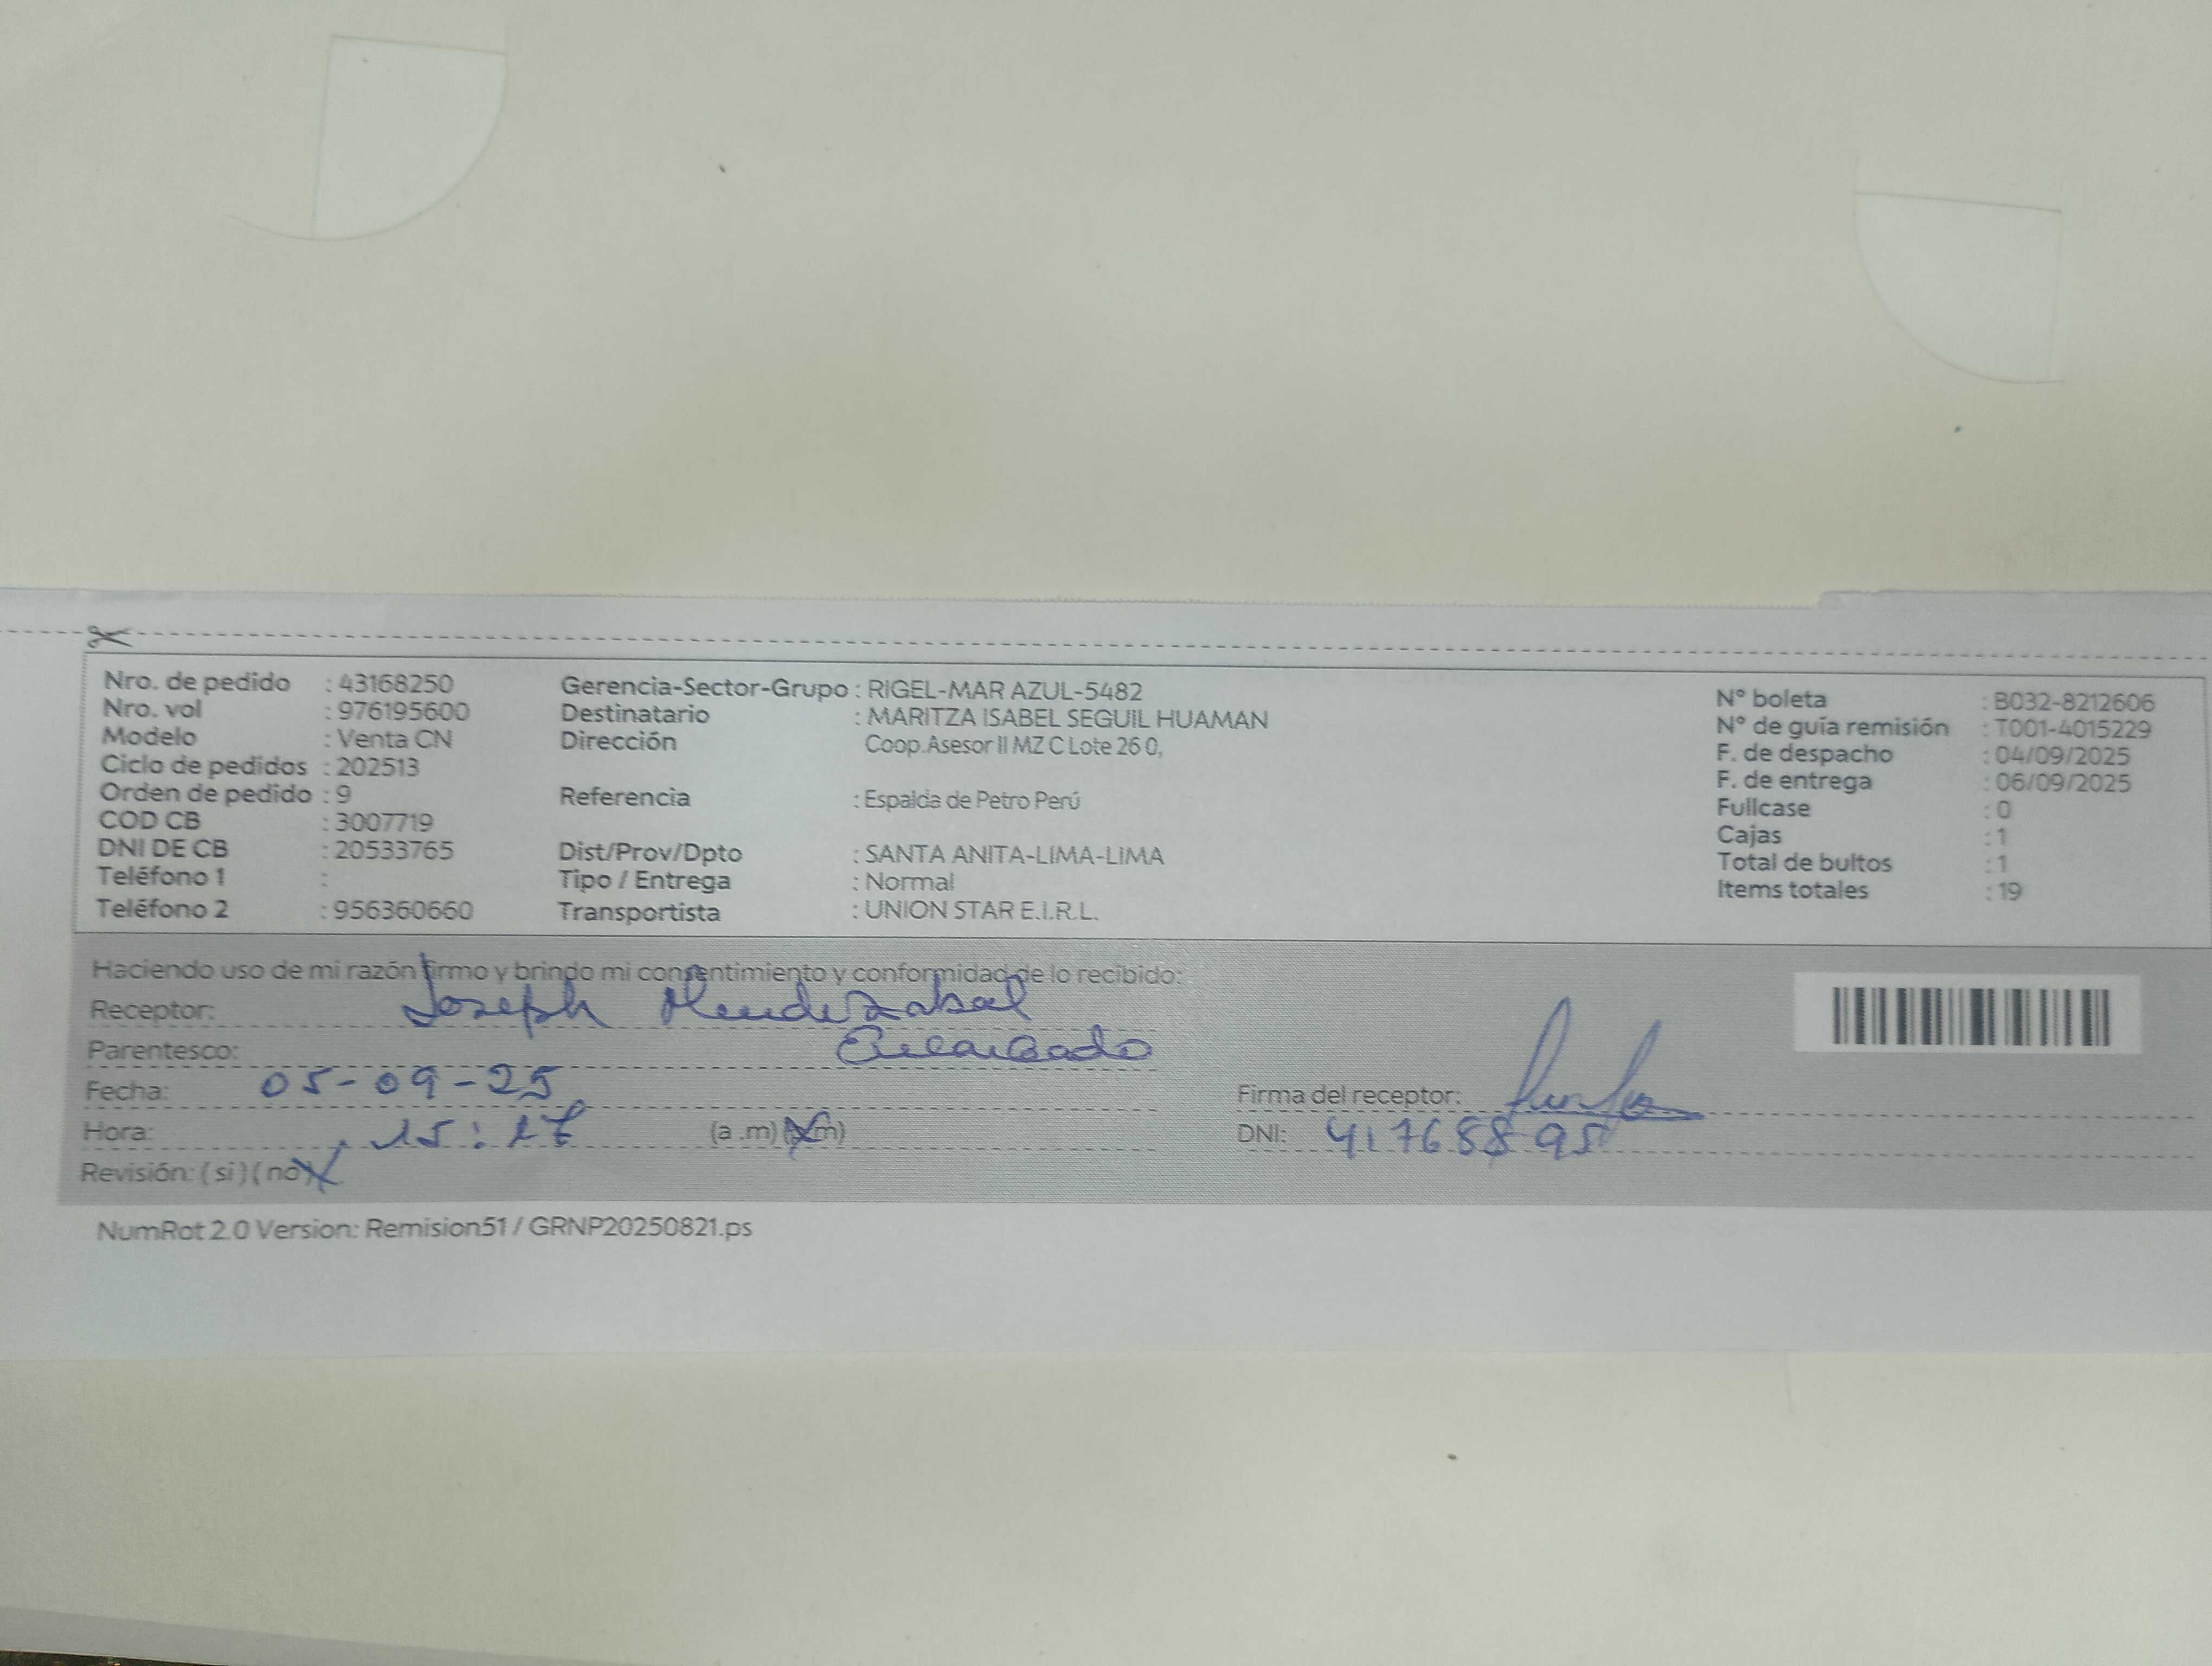 Nro. de pedido : 43168250
Nro. vol : 976195600
Modelo : Venta CN
Ciclo de pedidos : 202513
Orden de pedido : 9
COD CB : 3007719
DNI DE CB : 20533765
Teléfono 1 :
Teléfono 2 : 956360660
Gerencia-Sector-Grupo : RIGEL-MAR AZUL-5482
Destinatario : MARITZA ISABEL SEGUIL HUAMAN
Dirección Coop.Asesor II MZ C Lote 26 0,
Referencia : Espalda de Petro Perú
Dist/Prov/Dpto : SANTA ANITA-LIMA-LIMA
Tipo / Entrega : Normal
Transportista : UNION STAR E.I.R.L.
N° boleta : B032-8212606
N° de guía remisión : T001-4015229
F. de despacho : 04/09/2025
F. de entrega : 06/09/2025
Fullcase : 0
Cajas : 1
Total de bultos : 1
Items totales : 19
Haciendo uso de mi razón firmo y brindo mi consentimiento y conformidad de lo recibido:
Receptor: Joseph Mendizabal
Parentesco: Encargado
Fecha: 05-09-25
Hora: 15:17 (a.m) (p.m)
Revisión: (si) (no)
Firma del receptor:
DNI: 41768895
NumRot 2.0 Version: Remision51 / GRNP20250821.ps